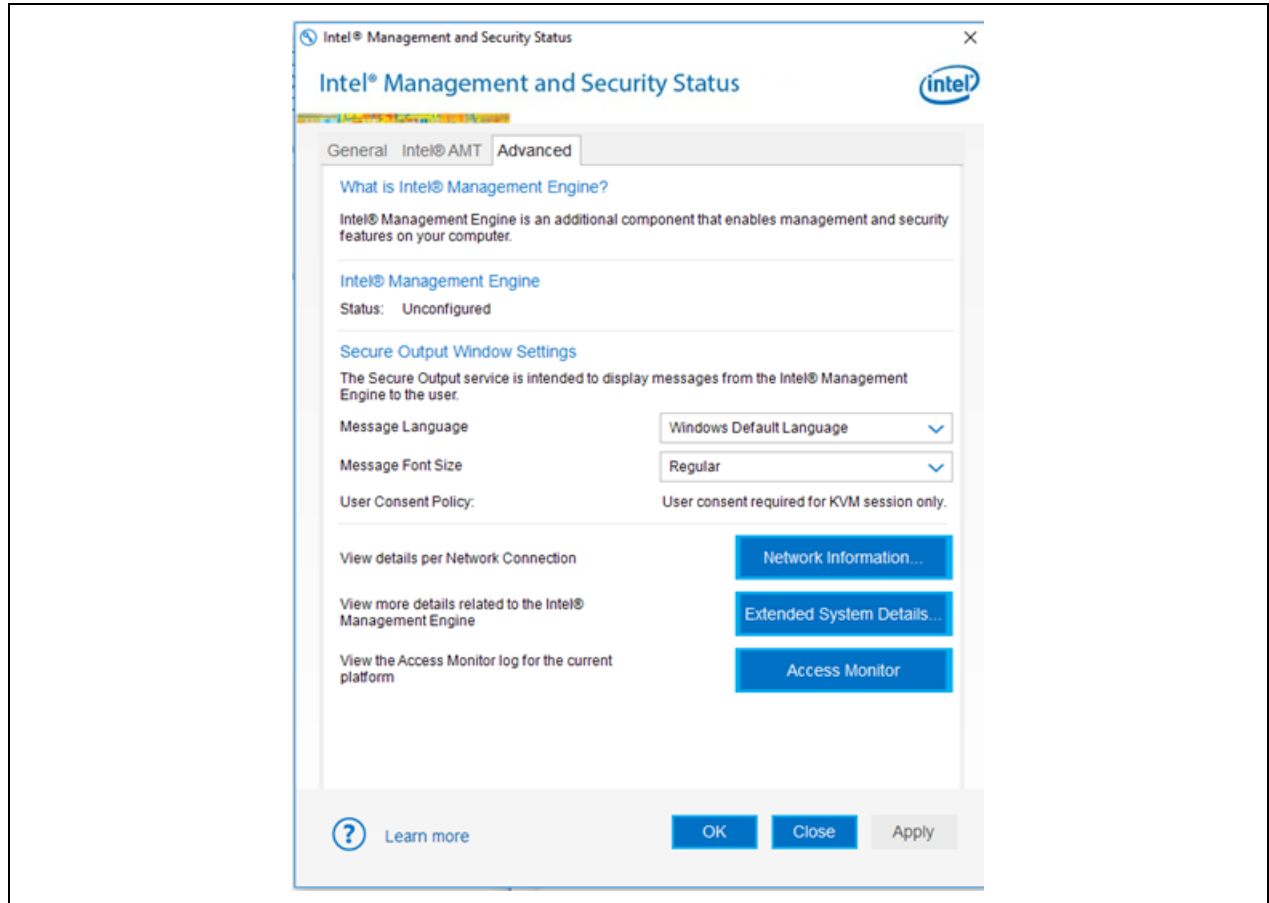 Intel® Management and Security Status
Intel® Management and Security Status
intel
General Intel® AMT Advanced
What is Intel® Management Engine?
Intel® Management Engine is an additional component that enables management and security
features on your computer.
Intel® Management Engine
Status: Unconfigured
Secure Output Window Settings
The Secure Output service is intended to display messages from the Intel® Management
Engine to the user.
Message Language Windows Default Language
Message Font Size Regular
User Consent Policy: User consent required for KVM session only.
View details per Network Connection Network Information...
View more details related to the Intel®
Management Engine
Extended System Details...
View the Access Monitor log for the current
platform
Access Monitor
? Learn more OK Close Apply